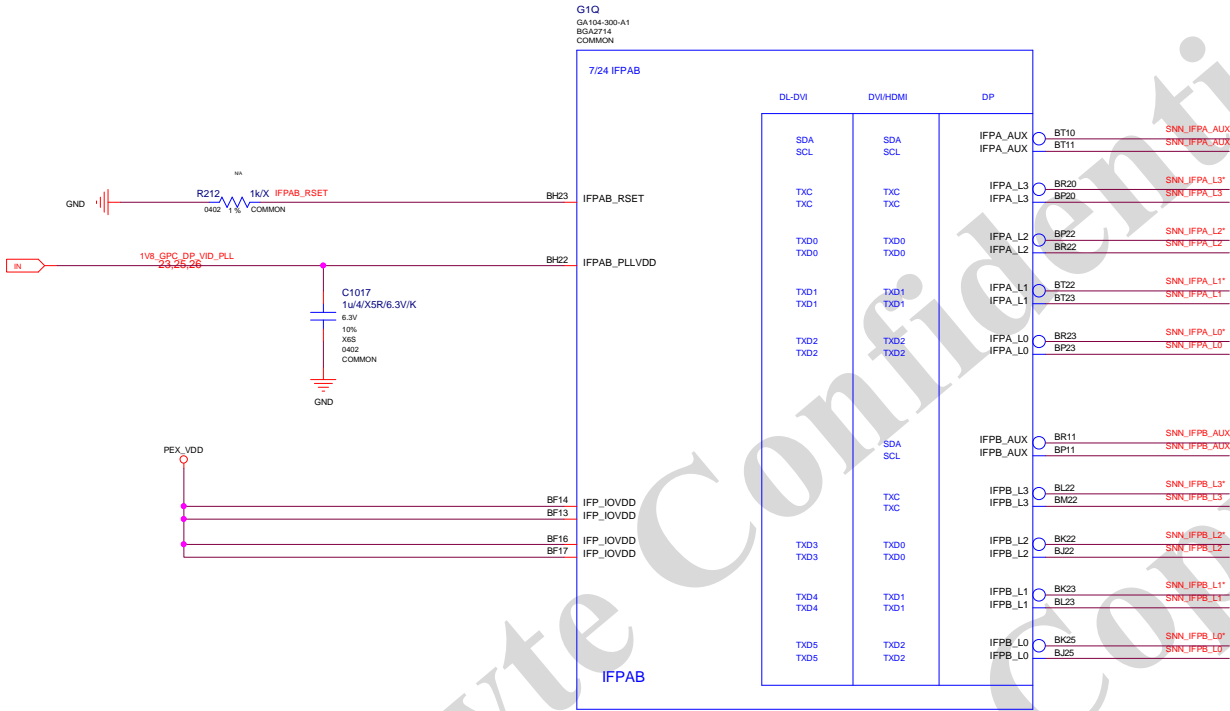 G1Q
GA104-300-A1
BGA2714
COMMON
7/24 IFPAB
DL-DVI DVI/HDMI DP
SDA SDA IFPA_AUX BT10 SNN_IFPA_AUX
SCL SCL IFPA_AUX BT11 SNN_IFPA_AUX
N/A
R212 1k/X IFPAB_RSET
0402 1% COMMON
GND
BH23 IFPAB_RSET
TXC TXC IFPA_L3 BR20 SNN_IFPA_L3*
TXC TXC IFPA_L3 BP20 SNN_IFPA_L3
TXD0 TXD0 IFPA_L2 BP22 SNN_IFPA_L2*
TXD0 TXD0 IFPA_L2 BR22 SNN_IFPA_L2
IN
1V8_GPC_DP_VID_PLL
23,25,26
BH22 IFPAB_PLLVDD
TXD1 TXD1 IFPA_L1 BT22 SNN_IFPA_L1*
TXD1 TXD1 IFPA_L1 BT23 SNN_IFPA_L1
C1017
1u/4/X5R/6.3V/K
6.3V
10%
X6S
0402
COMMON
GND
TXD2 TXD2 IFPA_L0 BR23 SNN_IFPA_L0*
TXD2 TXD2 IFPA_L0 BP23 SNN_IFPA_L0
SDA IFPB_AUX BR11 SNN_IFPB_AUX
SCL IFPB_AUX BP11 SNN_IFPB_AUX
PEX_VDD
TXC IFPB_L3 BL22 SNN_IFPB_L3*
TXC IFPB_L3 BM22 SNN_IFPB_L3
BF14 IFP_IOVDD
BF13 IFP_IOVDD
BF16 IFP_IOVDD
BF17 IFP_IOVDD
TXD3 TXD0 IFPB_L2 BK22 SNN_IFPB_L2*
TXD3 TXD0 IFPB_L2 BJ22 SNN_IFPB_L2
TXD4 TXD1 IFPB_L1 BK23 SNN_IFPB_L1*
TXD4 TXD1 IFPB_L1 BL23 SNN_IFPB_L1
TXD5 TXD2 IFPB_L0 BK25 SNN_IFPB_L0*
TXD5 TXD2 IFPB_L0 BJ25 SNN_IFPB_L0
IFPAB
yte Confidenti
Cop